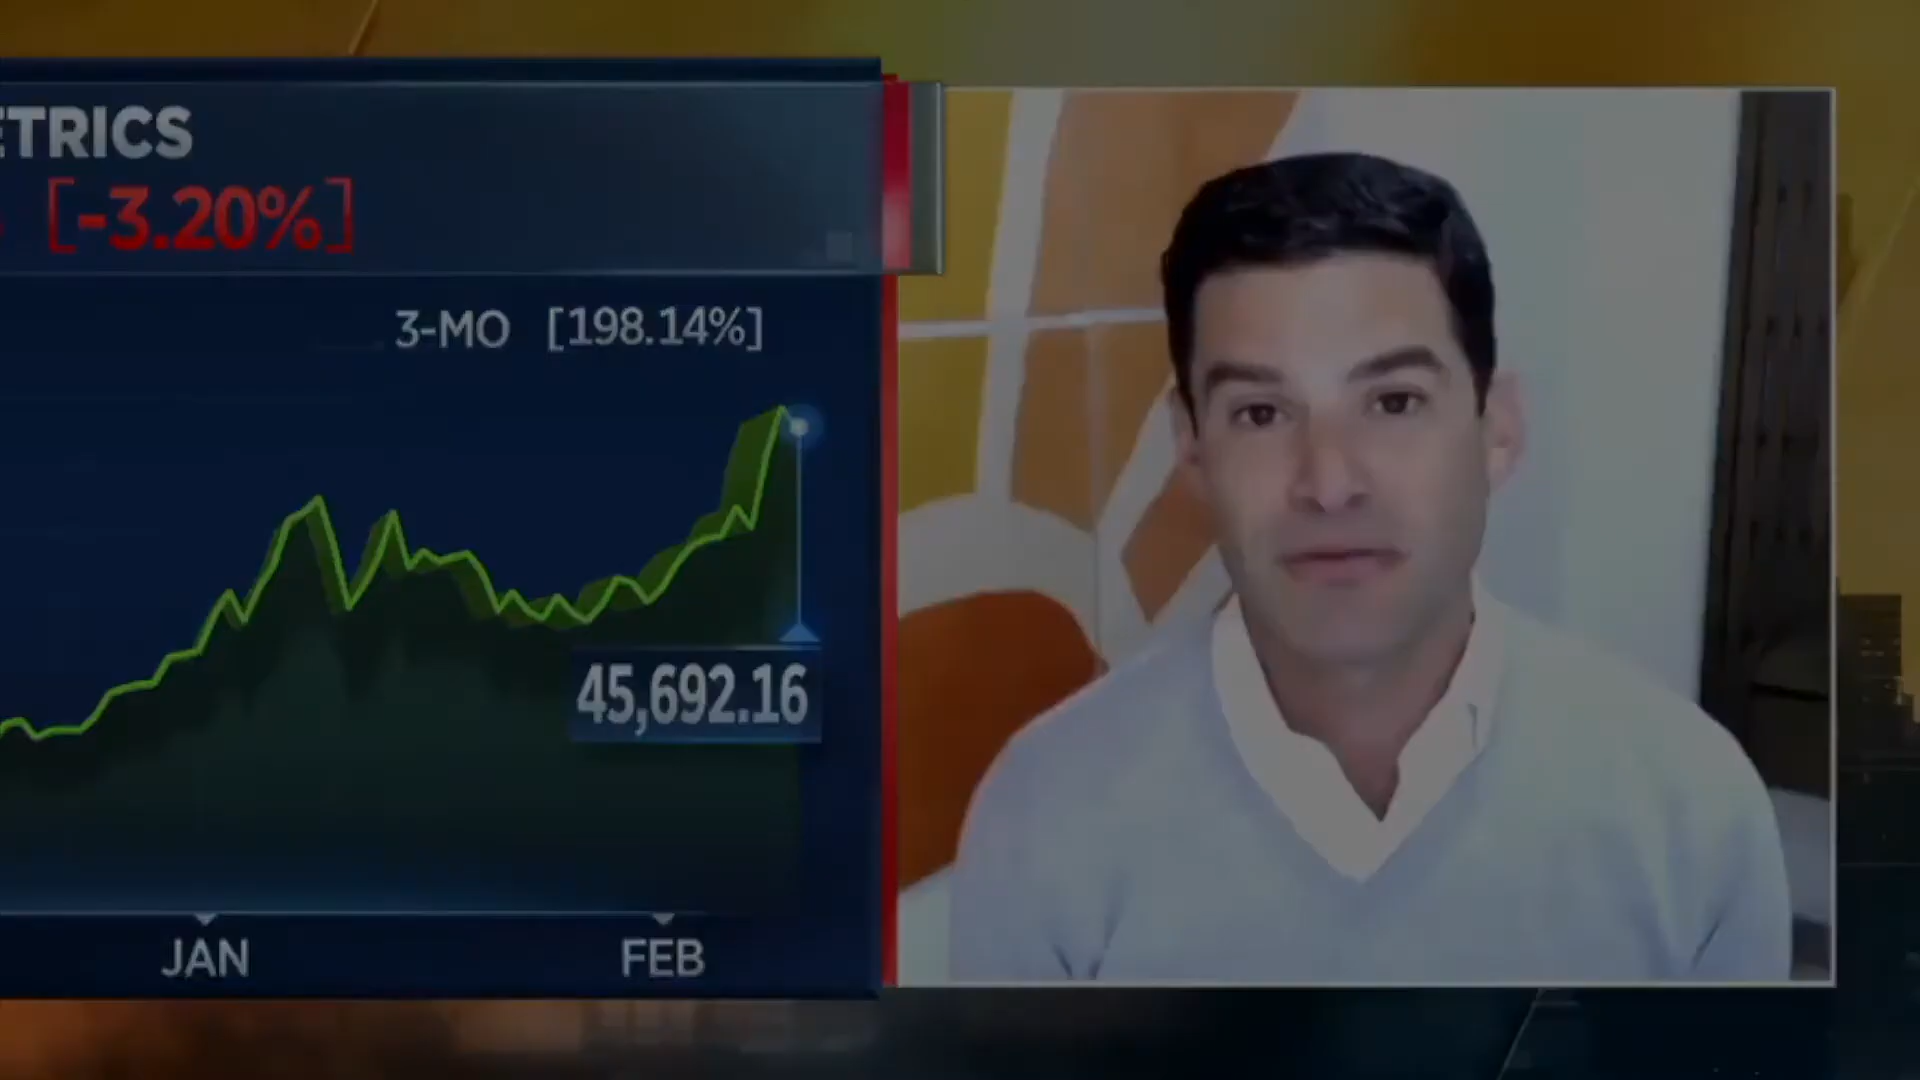 ETRICS
[-3.20%]
3-MO [198.14%]
45,692.16
JAN FEB